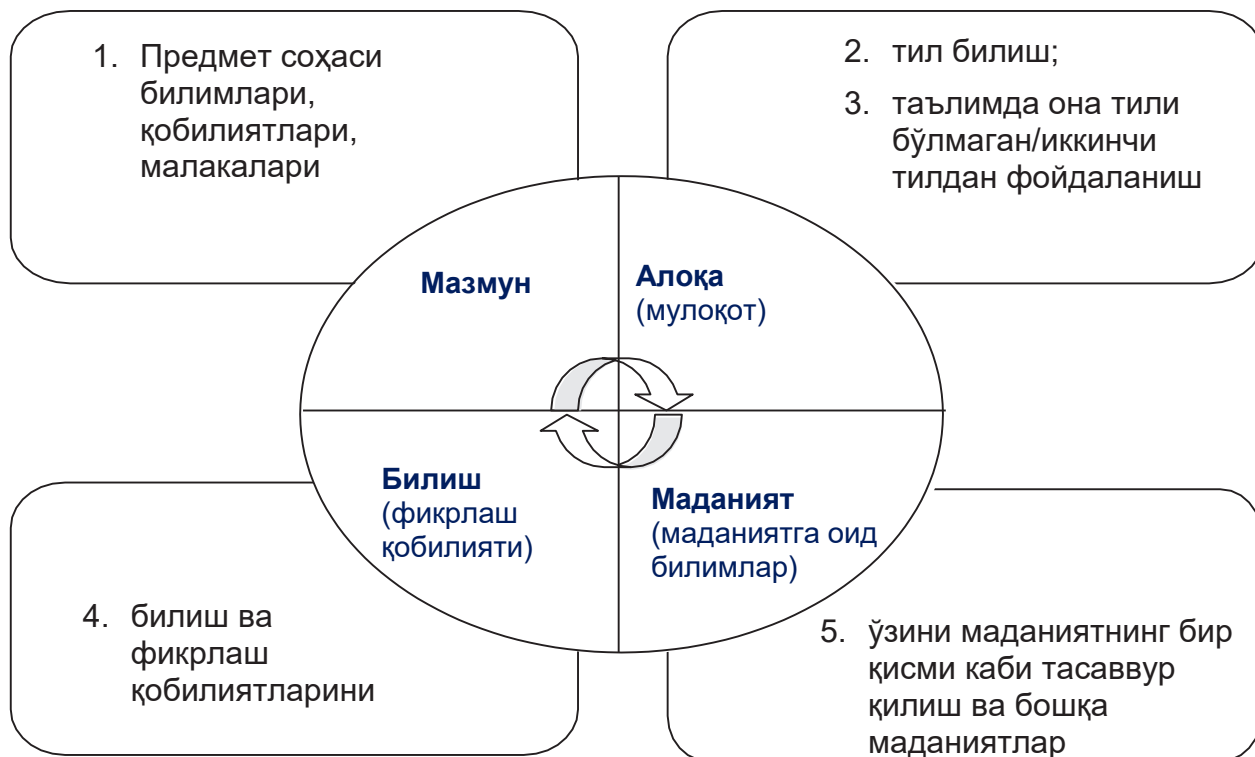 1. Предмет соҳаси
билимлари,
қобилиятлари,
малакалари
2. тил билиш;
3. таълимда она тили
бўлмаган/иккинчи
тилдан фойдаланиш
Мазмун
Алоқа
(мулоқот)
Билиш
(фикрлаш
қобилияти)
Маданият
(маданиятга оид
билимлар)
4. билиш ва
фикрлаш
қобилиятларини
5. ўзини маданиятнинг бир
қисми каби тасаввур
қилиш ва бошқа
маданиятлар